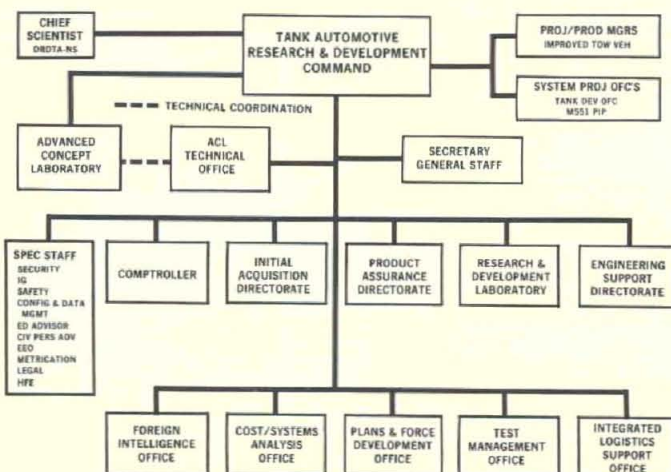 CHIEF
SCIENTIST
DRDTA-NS
TANK AUTOMOTIVE
RESEARCH & DEVELOPMENT
COMMAND
PROJ/PROD MGRS
IMPROVED TOW VEH
SYSTEM PROJ OFC'S
TANK DEV OFC
M551 PIP
TECHNICAL COORDINATION
ADVANCED
CONCEPT
LABORATORY
ACL
TECHNICAL
OFFICE
SECRETARY
GENERAL STAFF
SPEC STAFF
SECURITY
IG
SAFETY
CONFIG & DATA
MGMT
ED ADVISOR
CIV PERS ADV
EEO
METRICATION
LEGAL
HFE
COMPTROLLER
INITIAL
ACQUISITION
DIRECTORATE
PRODUCT
ASSURANCE
DIRECTORATE
RESEARCH &
DEVELOPMENT
LABORATORY
ENGINEERING
SUPPORT
DIRECTORATE
FOREIGN
INTELLIGENCE
OFFICE
COST/SYSTEMS
ANALYSIS
OFFICE
PLANS & FORCE
DEVELOPMENT
OFFICE
TEST
MANAGEMENT
OFFICE
INTEGRATED
LOGISTICS
SUPPORT
OFFICE